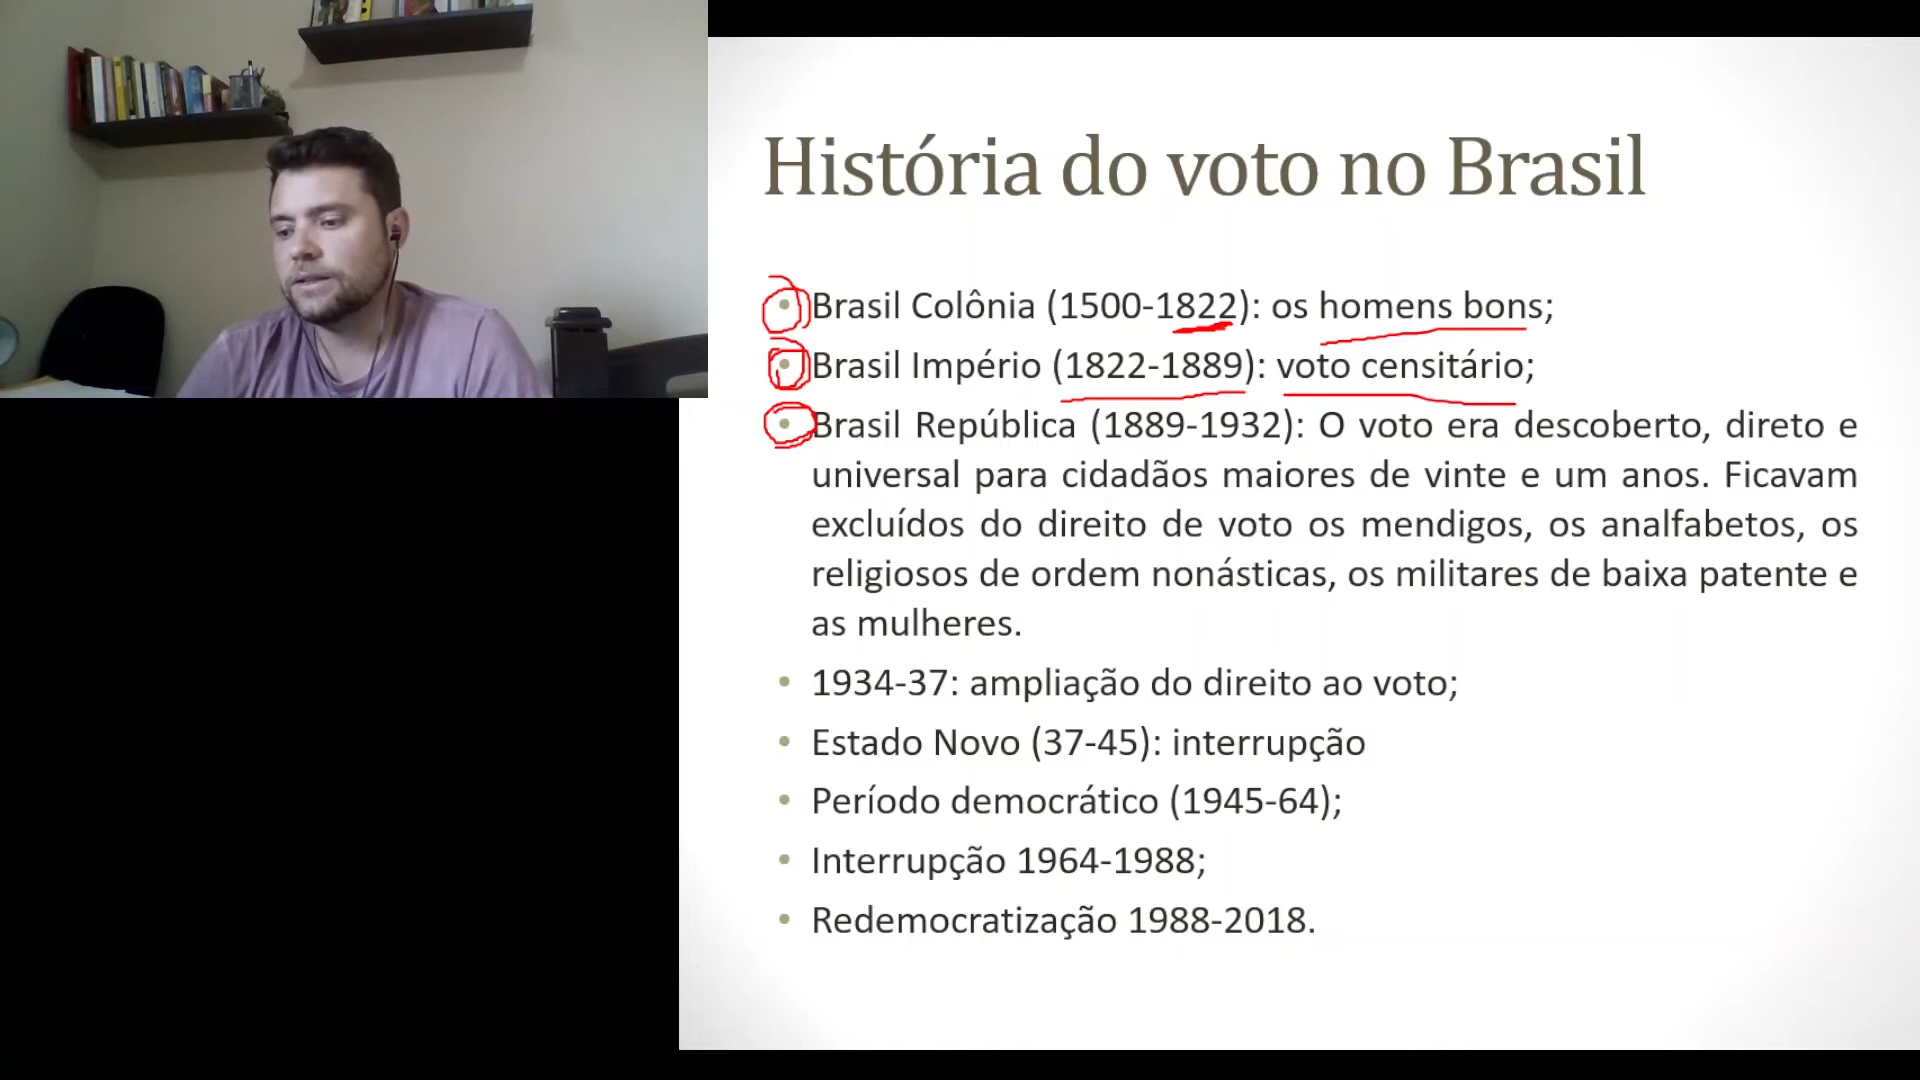 História do voto no Brasil
• Brasil Colônia (1500-1822): os homens bons;
• Brasil Império (1822-1889): voto censitário;
• Brasil República (1889-1932): O voto era descoberto, direto e
universal para cidadãos maiores de vinte e um anos. Ficavam
excluídos do direito de voto os mendigos, os analfabetos, os
religiosos de ordem nonásticas, os militares de baixa patente e
as mulheres.
• 1934-37: ampliação do direito ao voto;
• Estado Novo (37-45): interrupção
• Período democrático (1945-64);
• Interrupção 1964-1988;
• Redemocratização 1988-2018.